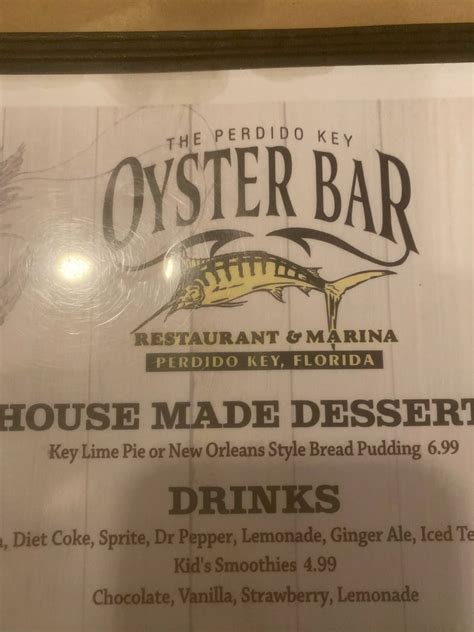 THE PERDIDO KEY
OYSTER BAR
RESTAURANT & MARINA
PERDIDO KEY, FLORIDA
HOUSE MADE DESSERT
Key Lime Pie or New Orleans Style Bread Pudding 6.99
DRINKS
Diet Coke, Sprite, Dr Pepper, Lemonade, Ginger Ale, Iced Te
Kid's Smoothies 4.99
Chocolate, Vanilla, Strawberry, Lemonade